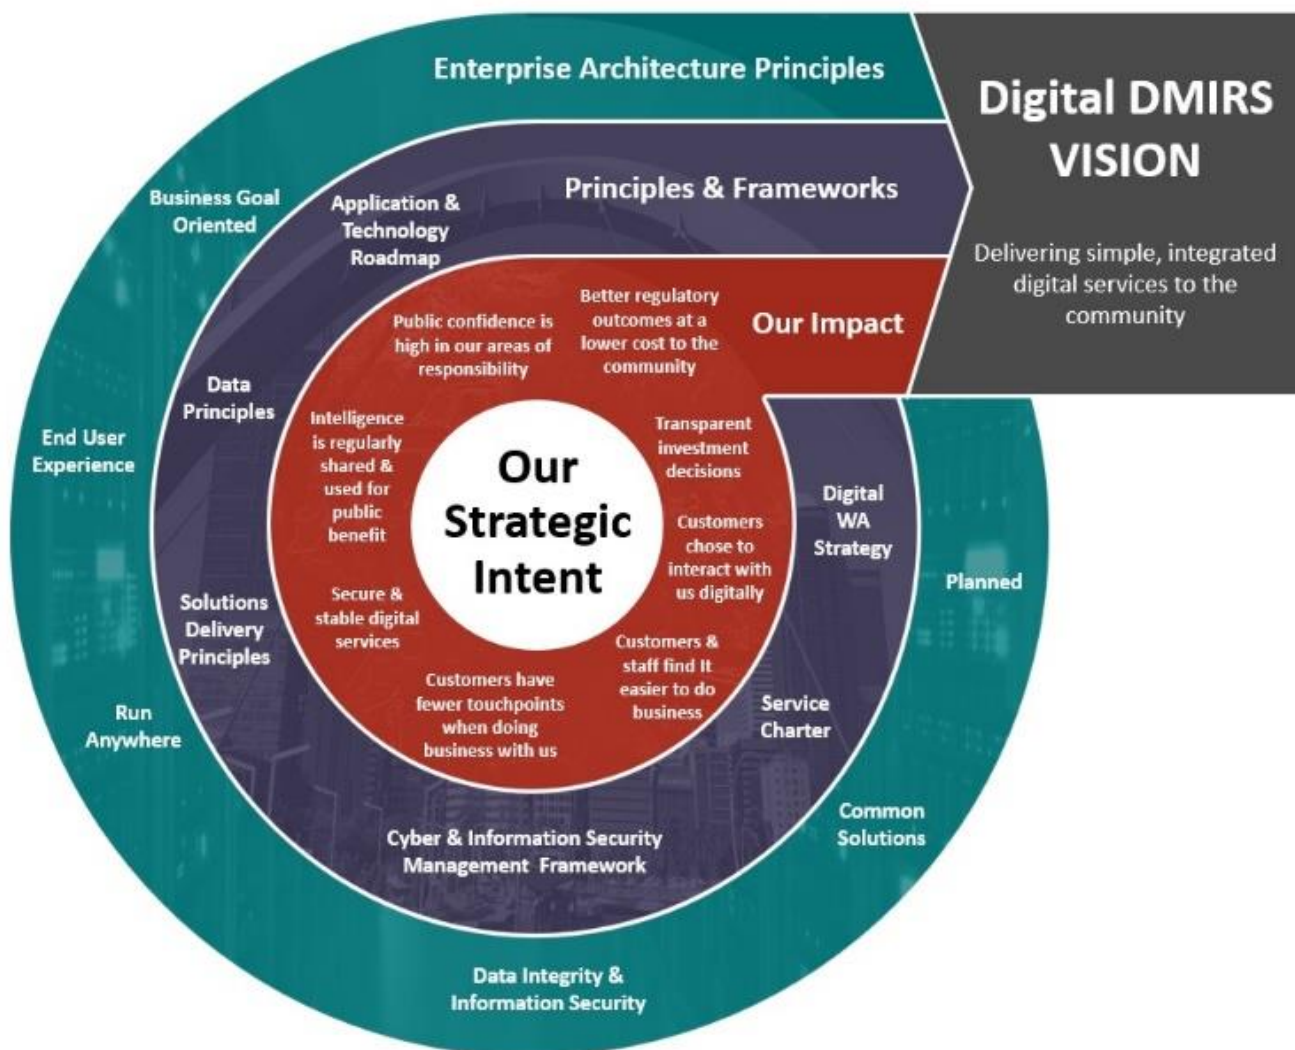 Enterprise Architecture Principles
Digital DMIRS
VISION
Delivering simple, integrated
digital services to the
community
Principles & Frameworks
Our Impact
Business Goal
Oriented
End User
Experience
Run
Anywhere
Data Integrity &
Information Security
Common
Solutions
Planned
Application &
Technology
Roadmap
Data
Principles
Solutions
Delivery
Principles
Cyber & Information Security
Management Framework
Service
Charter
Digital
WA
Strategy
Public confidence is
high in our areas of
responsibility
Better regulatory
outcomes at a
lower cost to the
community
Intelligence
is regularly
shared &
used for
public
benefit
Transparent
investment
decisions
Customers
chose to
interact with
us digitally
Secure &
stable digital
services
Customers &
staff find It
easier to do
business
Customers have
fewer touchpoints
when doing
business with us
Our
Strategic
Intent